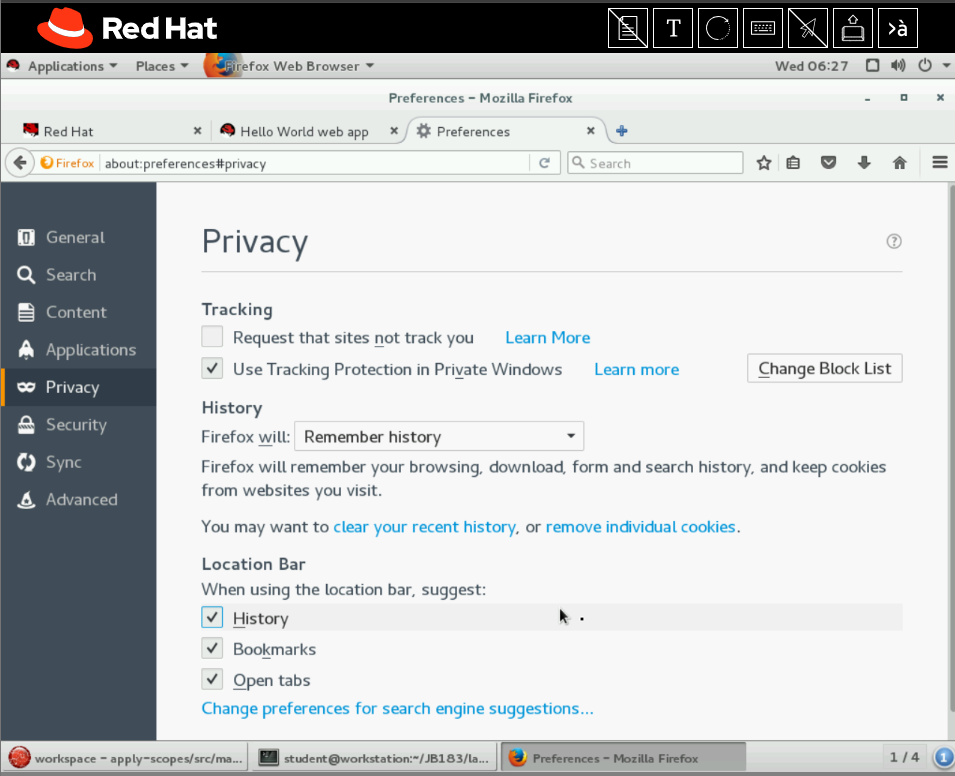 Red Hat
T
>à
Applications Places Firefox Web Browser Wed 06:27
Preferences - Mozilla Firefox
Red Hat Hello World web app Preferences
Firefox about:preferences#privacy Search
General
Search
Content
Applications
Privacy
Security
Sync
Advanced
Privacy
Tracking
Request that sites not track you Learn More
Use Tracking Protection in Private Windows Learn more Change Block List
History
Firefox will: Remember history
Firefox will remember your browsing, download, form and search history, and keep cookies
from websites you visit.
You may want to clear your recent history, or remove individual cookies.
Location Bar
When using the location bar, suggest:
History
Bookmarks
Open tabs
Change preferences for search engine suggestions...
workspace - apply-scopes/src/ma... student@workstation:~/JB183/la... Preferences - Mozilla Firefox 1 / 4 1